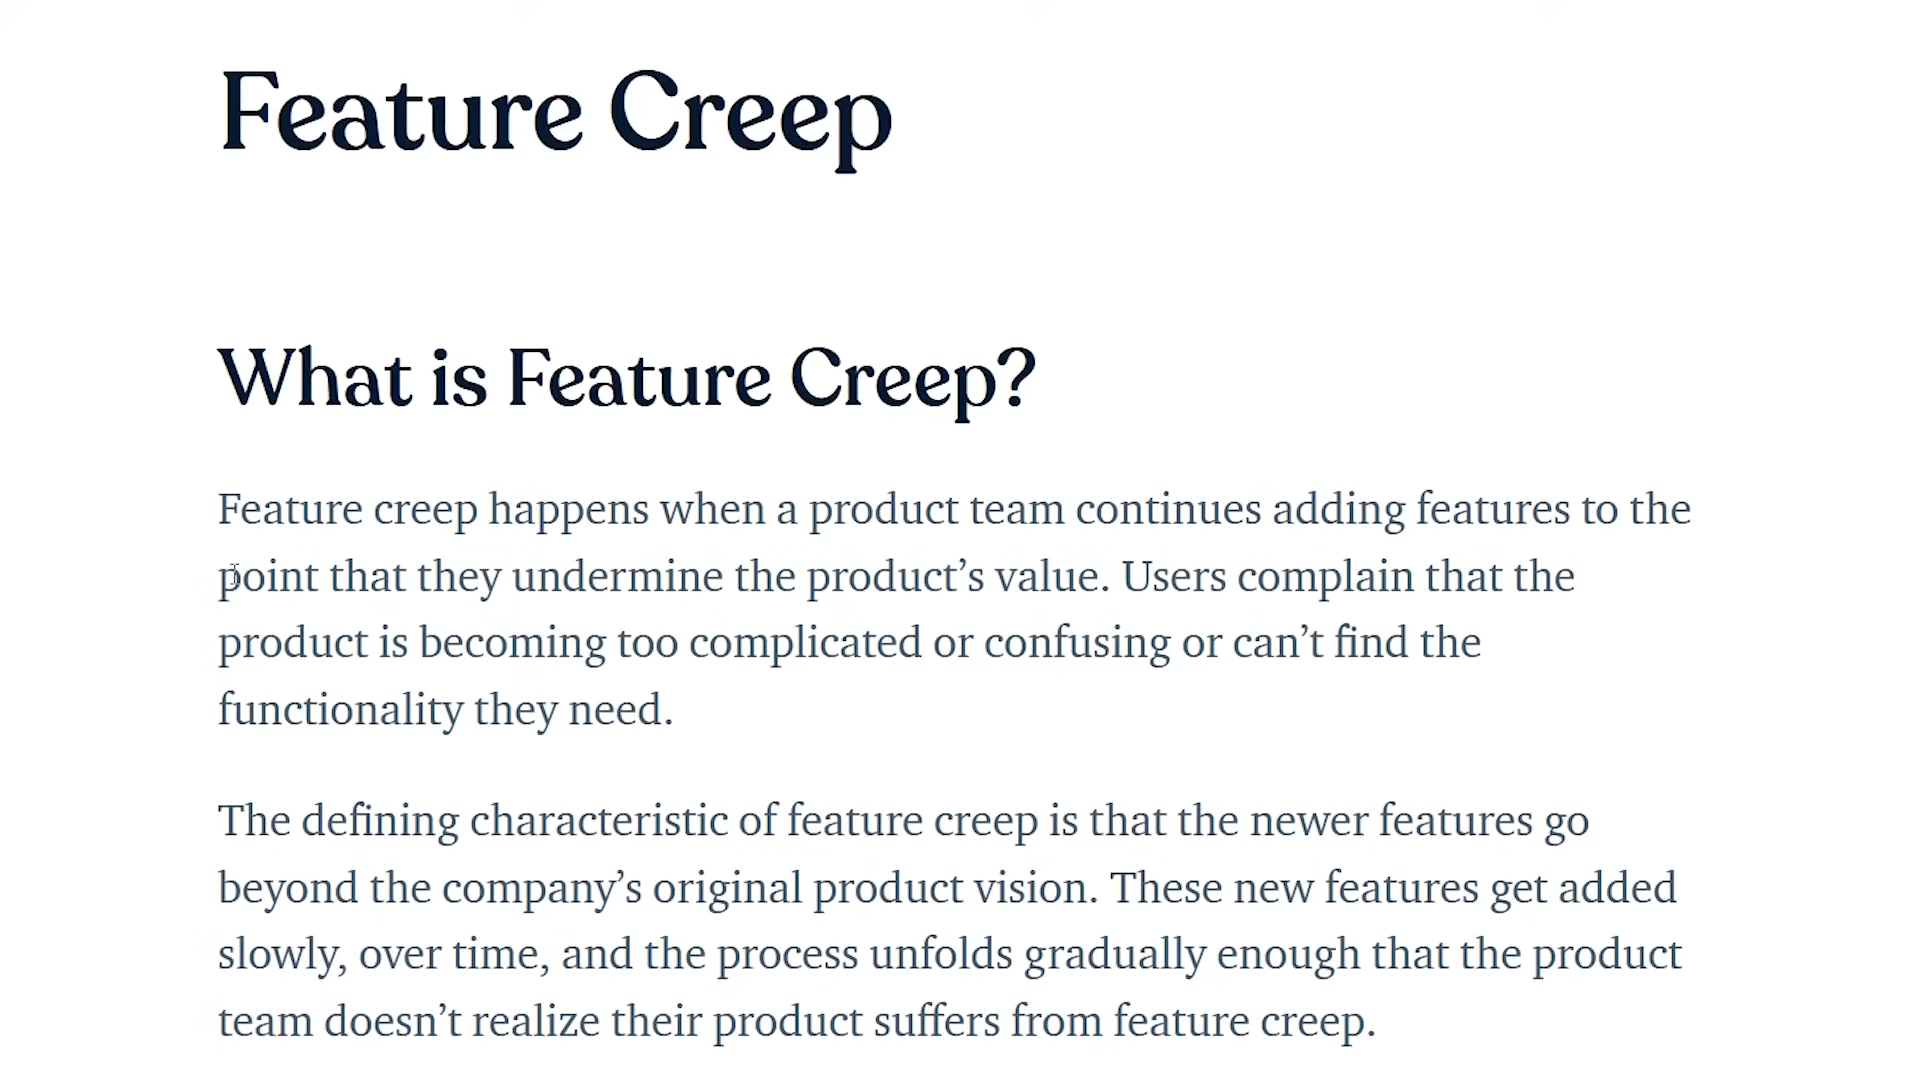 Feature Creep
What is Feature Creep?
Feature creep happens when a product team continues adding features to the
point that they undermine the product’s value. Users complain that the
product is becoming too complicated or confusing or can’t find the
functionality they need.
The defining characteristic of feature creep is that the newer features go
beyond the company’s original product vision. These new features get added
slowly, over time, and the process unfolds gradually enough that the product
team doesn’t realize their product suffers from feature creep.